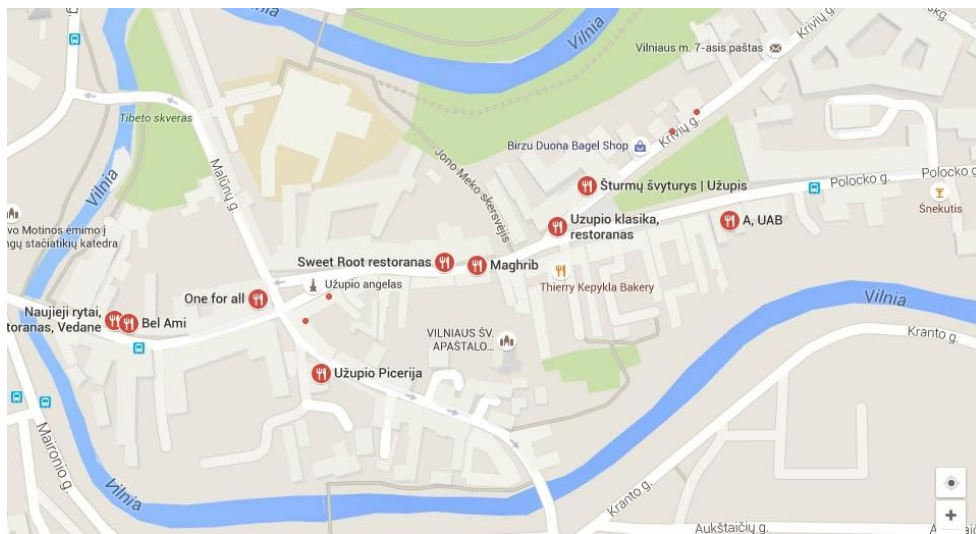 Krivių g.
Vilnia
Vilniaus m. 7-asis paštas
Tibeto skveras
Krivių g.
Birzu Duona Bagel Shop
Jono Meko skersvėjis
Vilnia
Malūnų g.
Šturmų švyturys | Užupis
Polocko g.
Polocko g.
Šnekutis
vo Motinos ėmimo į
ngų stačiatikių katedra
Uzupio klasika,
restoranas
A, UAB
Sweet Root restoranas
Maghrib
Užupio angelas
Thierry Kepykla Bakery
One for all
Vilnia
Naujieji rytai,
toranas, Vedane
Bel Ami
VILNIAUS ŠV.
APAŠTALO...
Kranto g.
Užupio Picerija
Maironio g.
Vilnia
Kranto g.
Aukštaičių g.
+